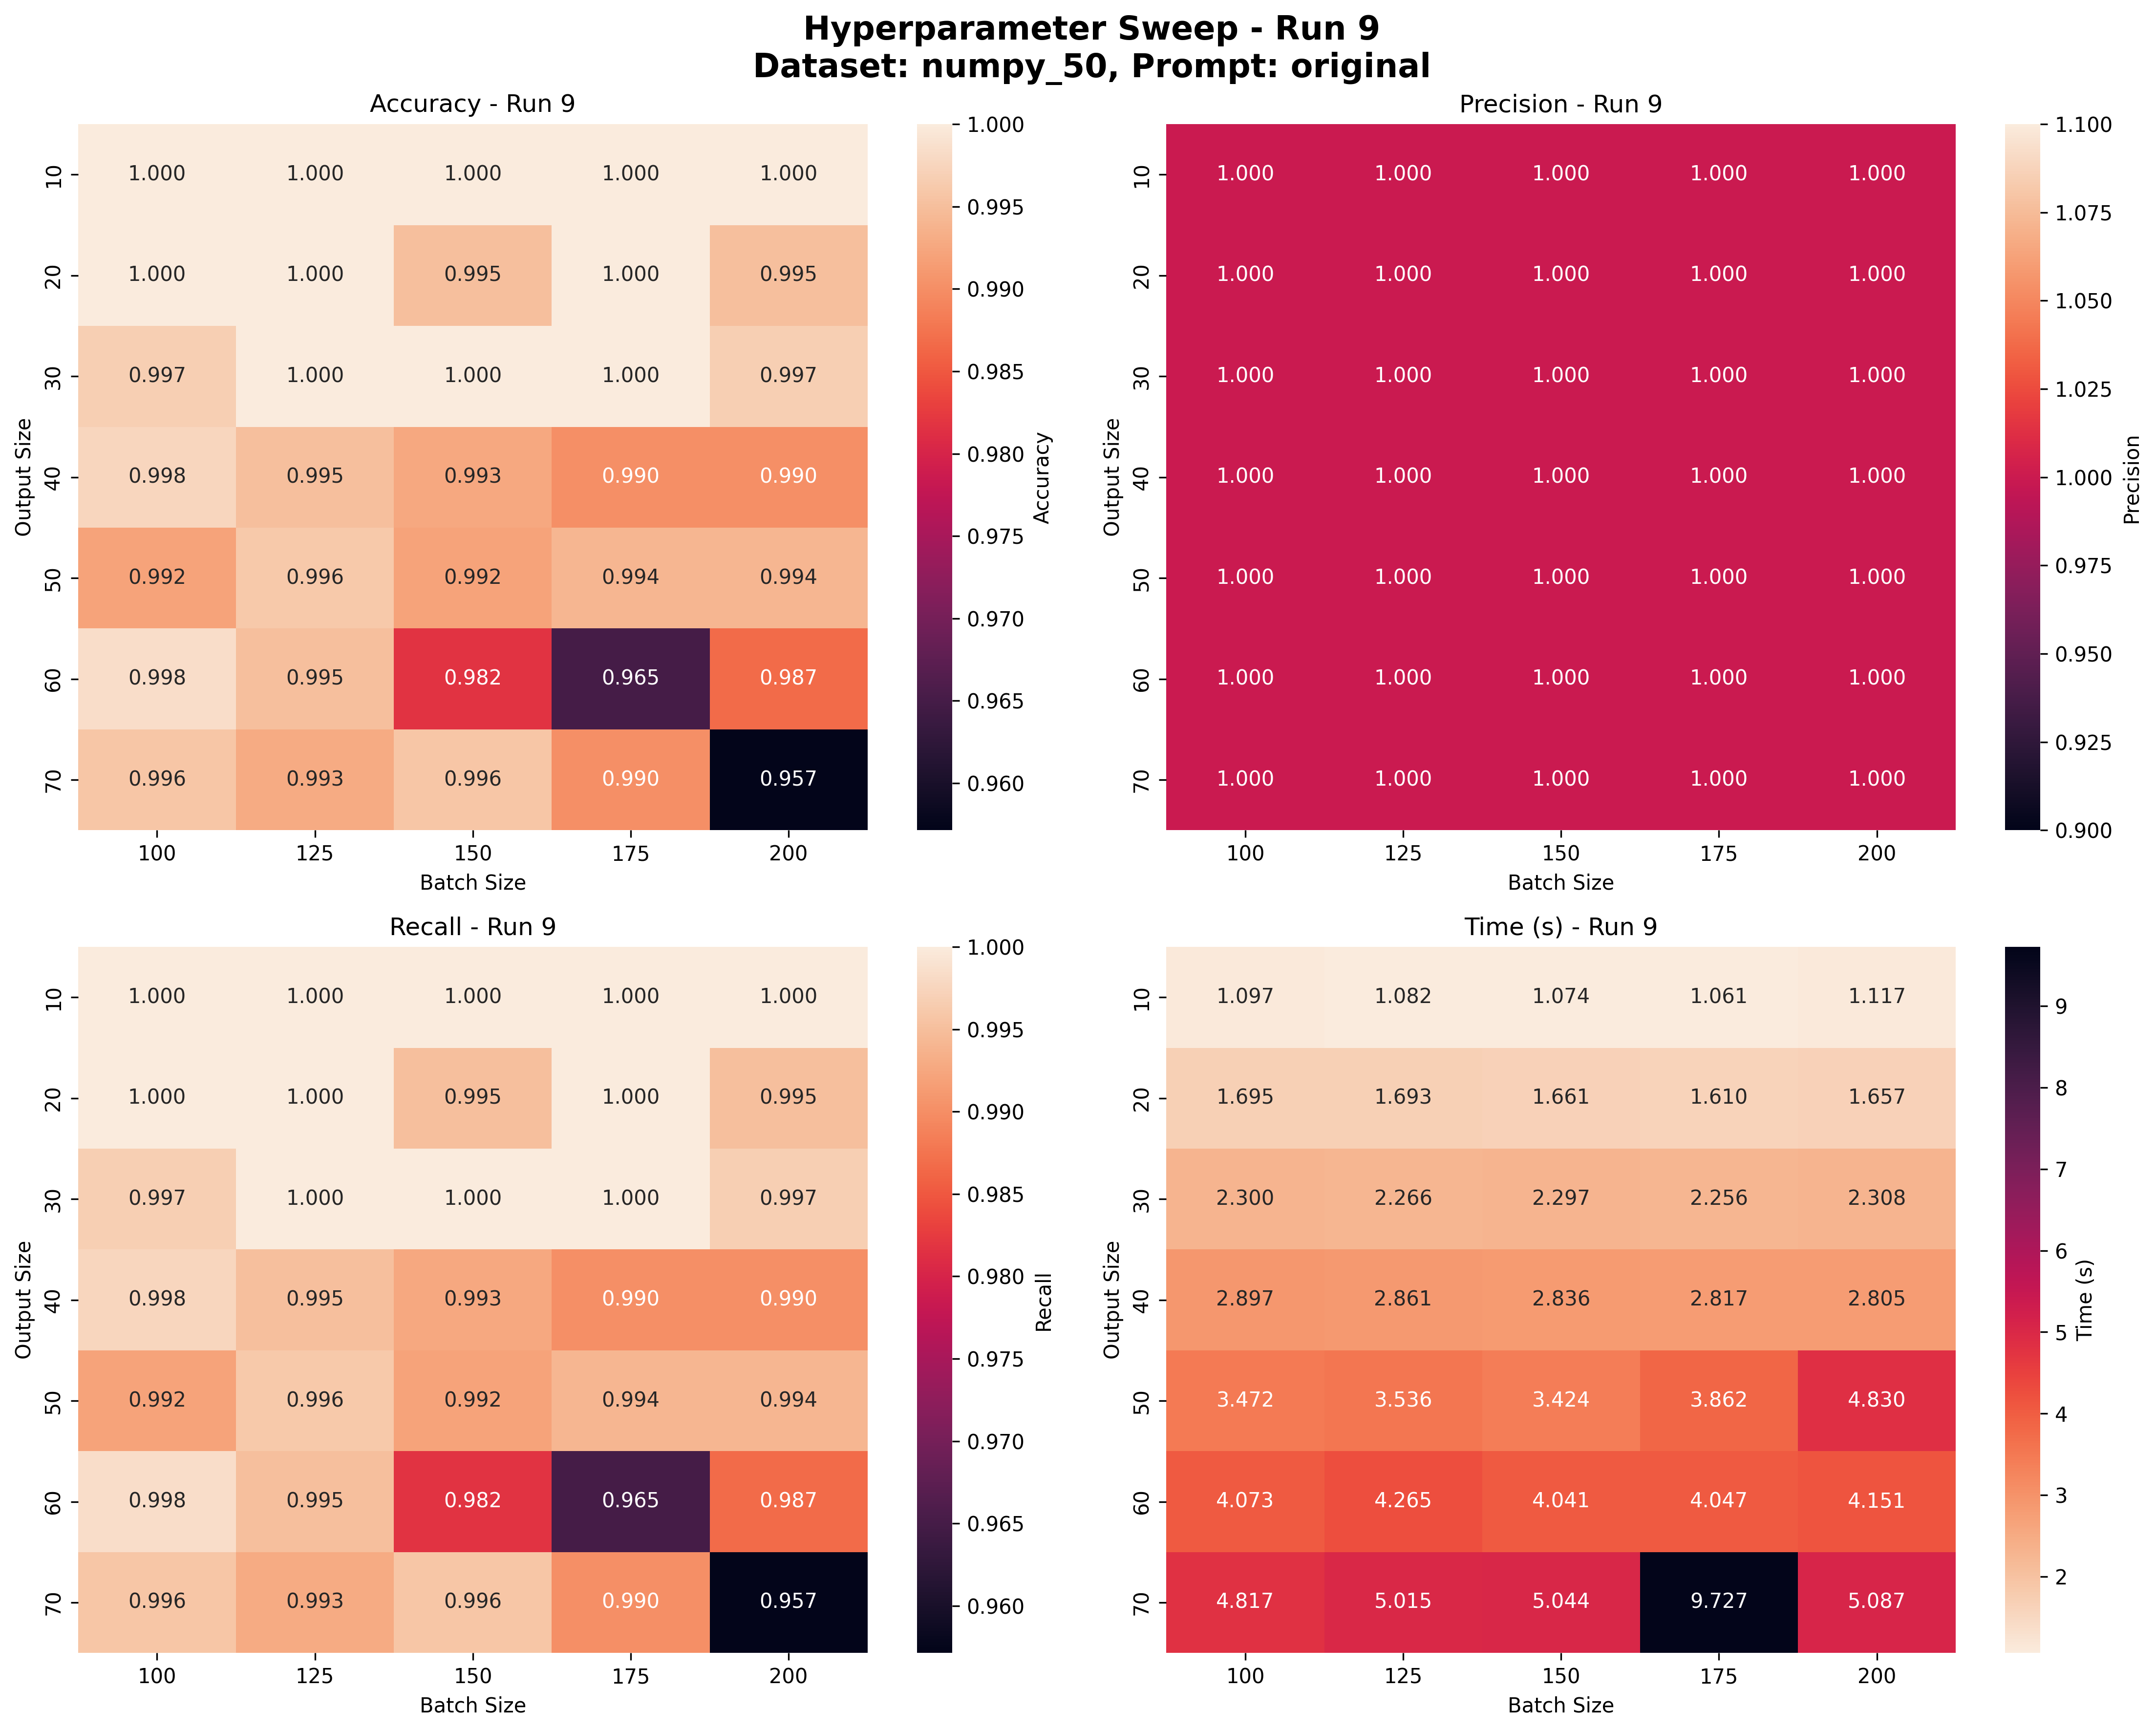 Hyperparameter Sweep - Run 9
Dataset: numpy_50, Prompt: original
Accuracy - Run 9
10 1.000 1.000 1.000 1.000 1.000
20 1.000 1.000 0.995 1.000 0.995
30 0.997 1.000 1.000 1.000 0.997
40 0.998 0.995 0.993 0.990 0.990
50 0.992 0.996 0.992 0.994 0.994
60 0.998 0.995 0.982 0.965 0.987
70 0.996 0.993 0.996 0.990 0.957
Output Size
100 125 150 175 200
Batch Size
1.000
0.995
0.990
0.985
0.980
0.975
0.970
0.965
0.960
Accuracy
Precision - Run 9
10 1.000 1.000 1.000 1.000 1.000
20 1.000 1.000 1.000 1.000 1.000
30 1.000 1.000 1.000 1.000 1.000
40 1.000 1.000 1.000 1.000 1.000
50 1.000 1.000 1.000 1.000 1.000
60 1.000 1.000 1.000 1.000 1.000
70 1.000 1.000 1.000 1.000 1.000
Output Size
100 125 150 175 200
Batch Size
1.100
1.075
1.050
1.025
1.000
0.975
0.950
0.925
0.900
Precision
Recall - Run 9
10 1.000 1.000 1.000 1.000 1.000
20 1.000 1.000 0.995 1.000 0.995
30 0.997 1.000 1.000 1.000 0.997
40 0.998 0.995 0.993 0.990 0.990
50 0.992 0.996 0.992 0.994 0.994
60 0.998 0.995 0.982 0.965 0.987
70 0.996 0.993 0.996 0.990 0.957
Output Size
100 125 150 175 200
Batch Size
1.000
0.995
0.990
0.985
0.980
0.975
0.970
0.965
0.960
Recall
Time (s) - Run 9
10 1.097 1.082 1.074 1.061 1.117
20 1.695 1.693 1.661 1.610 1.657
30 2.300 2.266 2.297 2.256 2.308
40 2.897 2.861 2.836 2.817 2.805
50 3.472 3.536 3.424 3.862 4.830
60 4.073 4.265 4.041 4.047 4.151
70 4.817 5.015 5.044 9.727 5.087
Output Size
100 125 150 175 200
Batch Size
9
8
7
6
5
4
3
2
Time (s)